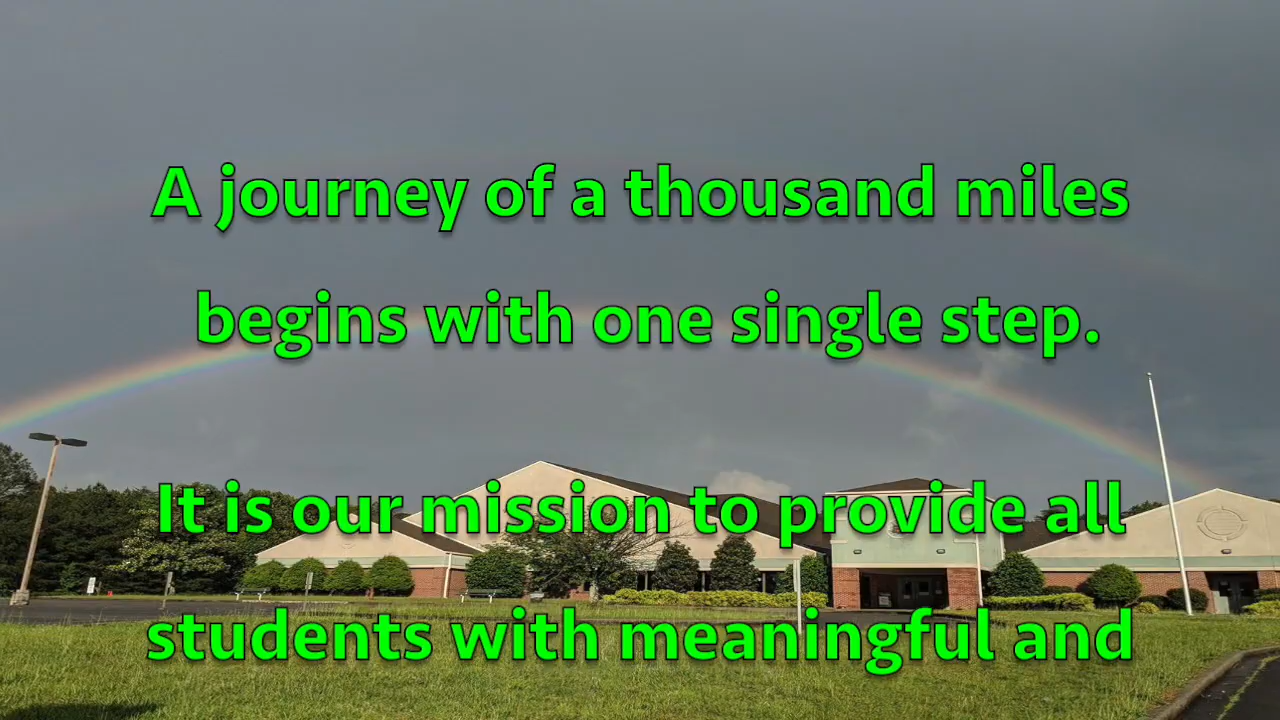 A journey of a thousand miles
begins with one single step.
It is our mission to provide all
students with meaningful and